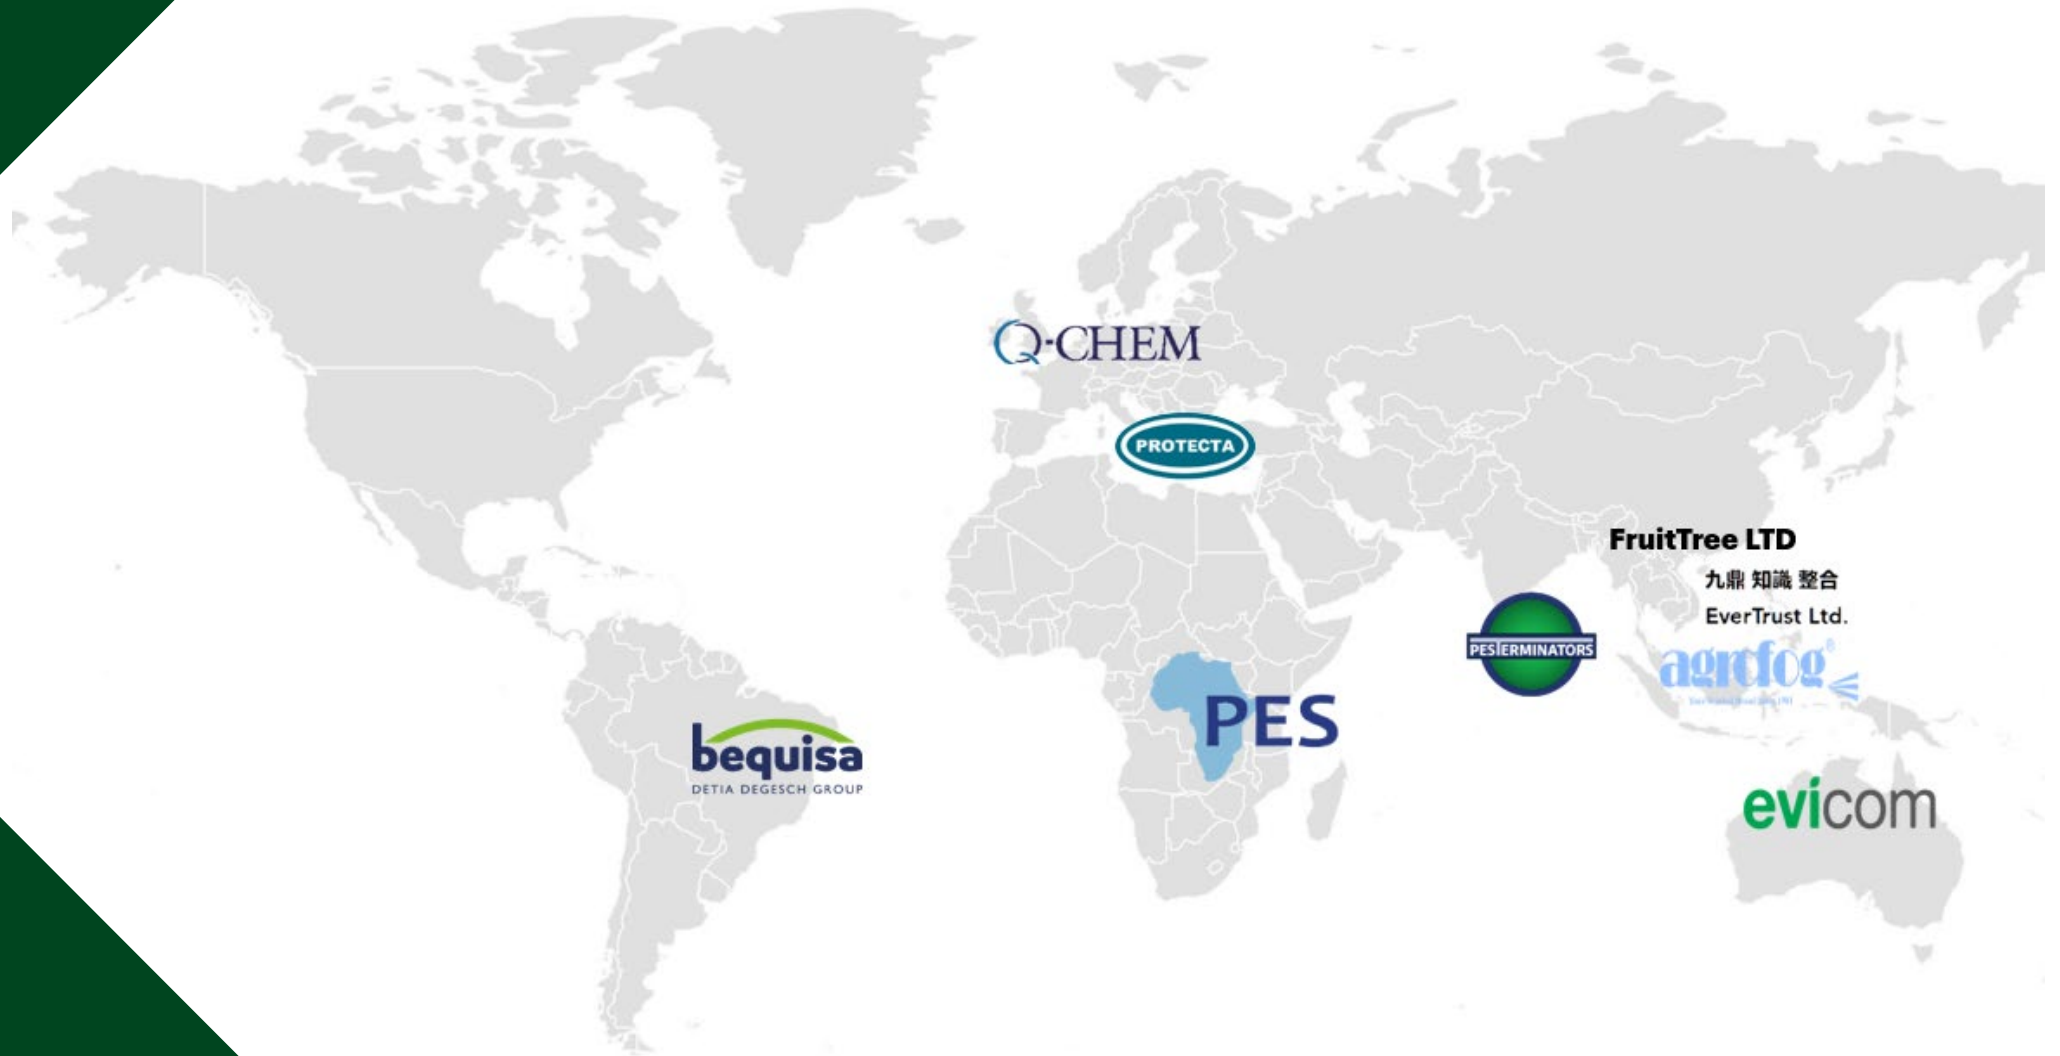 Q-CHEM
PROTECTA
FruitTree LTD
九鼎 知識 整合
EverTrust Ltd.
PESTERMINATORS
agrofog®
PES
bequisa
DETIA DEGESCH GROUP
evicom